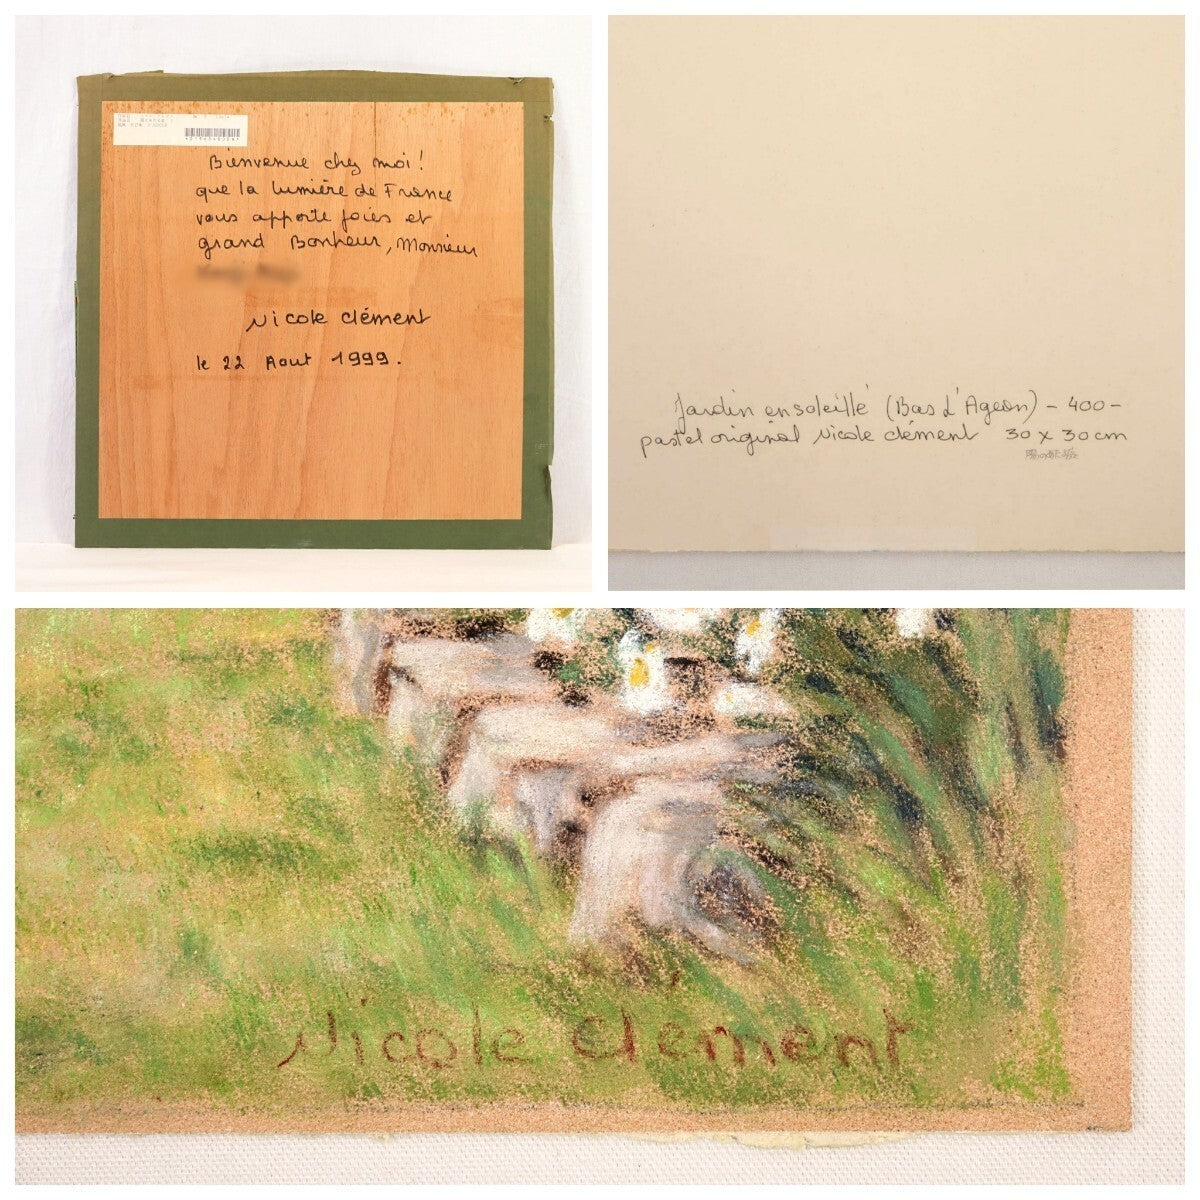 Bienvenue chez moi !
que la lumière de France
vous apporte joies et
grand Bonheur, Monsieur
Nicole Clément
le 22 Aout 1999.
Jardin ensoleillé (Bas d'Ageon) - 400 -
pastel original Nicole Clément 30 x 30 cm
Nicole Clément